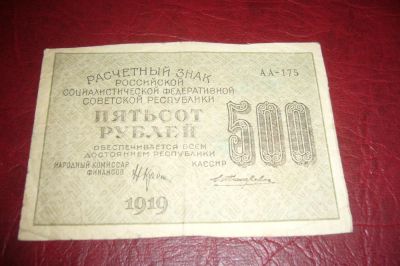 РАСЧЕТНЫЙ ЗНАК
РОССИЙСКОЙ
СОЦИАЛИСТИЧЕСКОЙ ФЕДЕРАТИВНОЙ
СОВЕТСКОЙ РЕСПУБЛИКИ
АА-175
ПЯТЬСОТ
РУБЛЕЙ
500
ОБЕСПЕЧИВАЕТСЯ ВСЕМ
ДОСТОЯНИЕМ РЕСПУБЛИКИ
НАРОДНЫЙ КОМИССАР
ФИНАНСОВ
КАССИР
1919